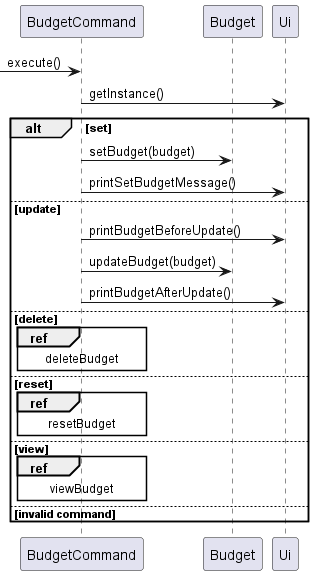 BudgetCommand Budget Ui
execute()
getInstance()
alt [set]
setBudget(budget)
printSetBudgetMessage()
[update]
printBudgetBeforeUpdate()
updateBudget(budget)
printBudgetAfterUpdate()
[delete]
ref
deleteBudget
[reset]
ref
resetBudget
[view]
ref
viewBudget
[invalid command]
BudgetCommand Budget Ui